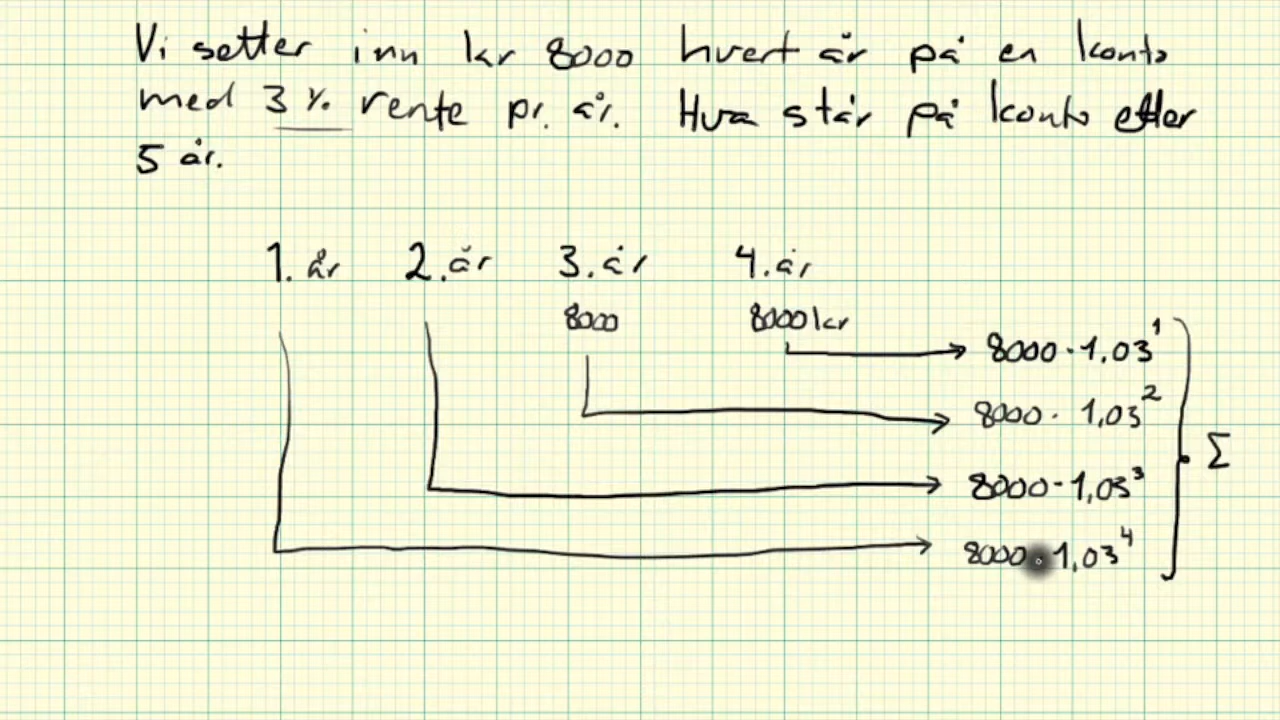 Vi setter inn kr 8000 hvert år på en konto
med 3 % rente pr. år. Hva står på konto etter
5 år.
1. år 2. år 3. år 4. år
8000 8000 kr
8000 · 1,03¹
8000 · 1,03²
Σ
8000 · 1,03³
8000 · 1,03⁴